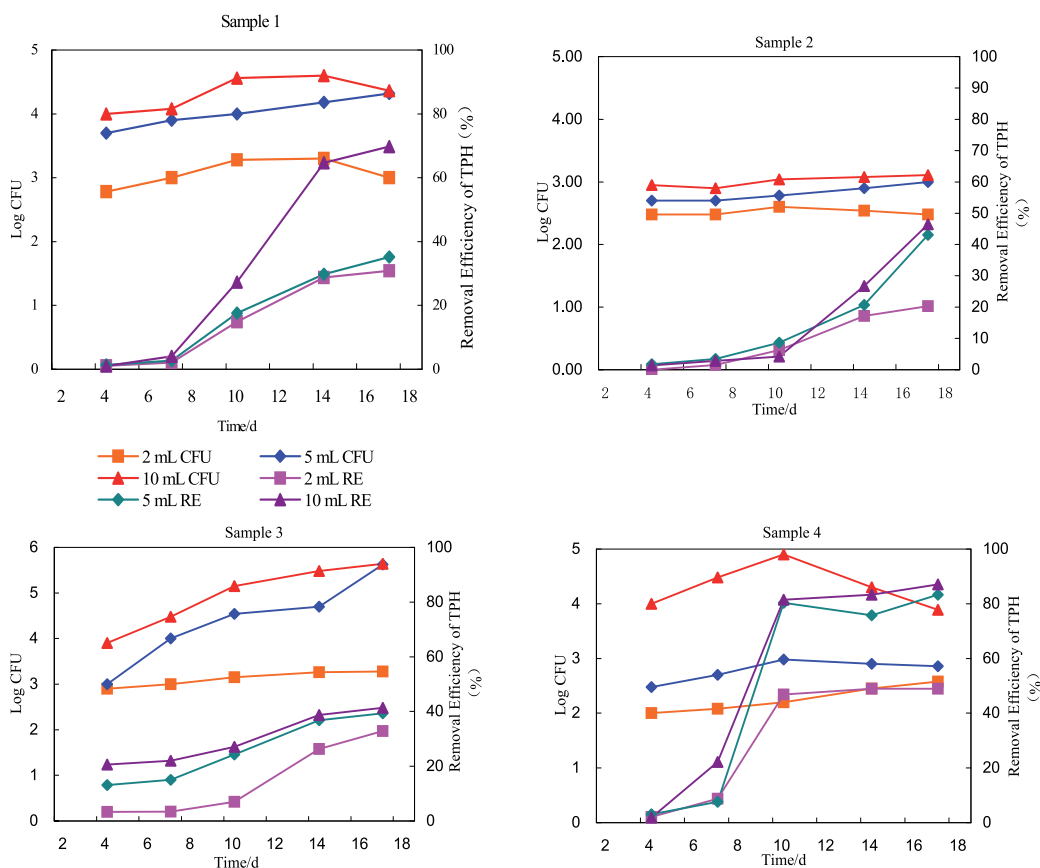 Sample 1
5
4
3
2
1
0
Log CFU
100
80
60
40
20
0
Removal Efficiency of TPH (%)
2 4 6 8 10 12 14 16 18
Time/d
Sample 2
5.00
4.00
3.00
2.00
1.00
0.00
Log CFU
100
90
80
70
60
50
40
30
20
10
0
Removal Efficiency of TPH
(%)
2 4 6 8 10 12 14 16 18
Time/d
2 mL CFU 5 mL CFU
10 mL CFU 2 mL RE
5 mL RE 10 mL RE
Sample 3
6
5
4
3
2
1
0
Log CFU
100
80
60
40
20
0
Removal Efficiency of TPH
(%)
2 4 6 8 10 12 14 16 18
Time/d
Sample 4
5
4
3
2
1
0
Log CFU
100
80
60
40
20
0
Removal Efficiency of TPH
(%)
2 4 6 8 10 12 14 16 18
Time/d